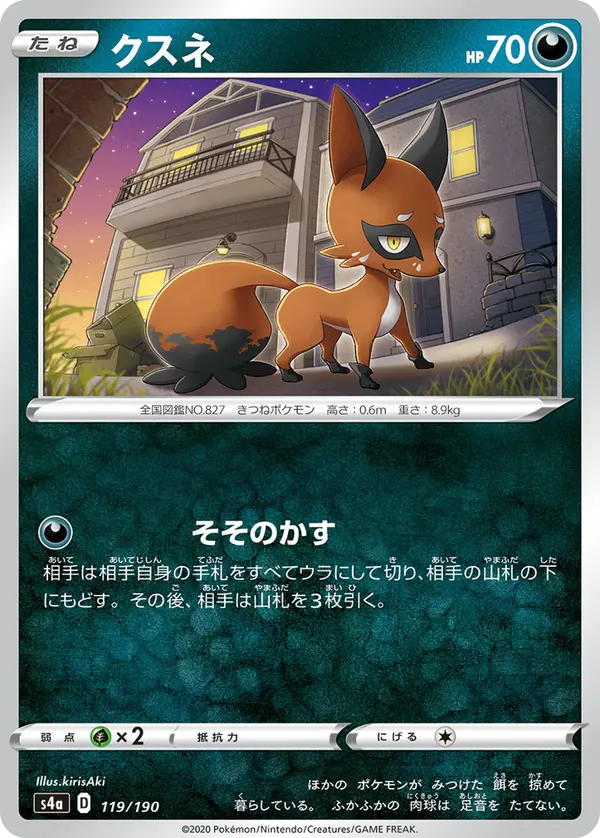 たね クスネ HP 70
全国図鑑NO.827 きつねポケモン 高さ：0.6m 重さ：8.9kg
そそのかす
相手は相手自身の手札をすべてウラにして切り、相手の山札の下
にもどす。その後、相手は山札を3枚引く。
弱点 ×2 抵抗力 にげる
Illus.kirisAki
s4a D 119/190
ほかの ポケモンが みつけた 餌を 掠めて
暮らしている。 ふかふかの 肉球は 足音を たてない。
©2020 Pokémon/Nintendo/Creatures/GAME FREAK.